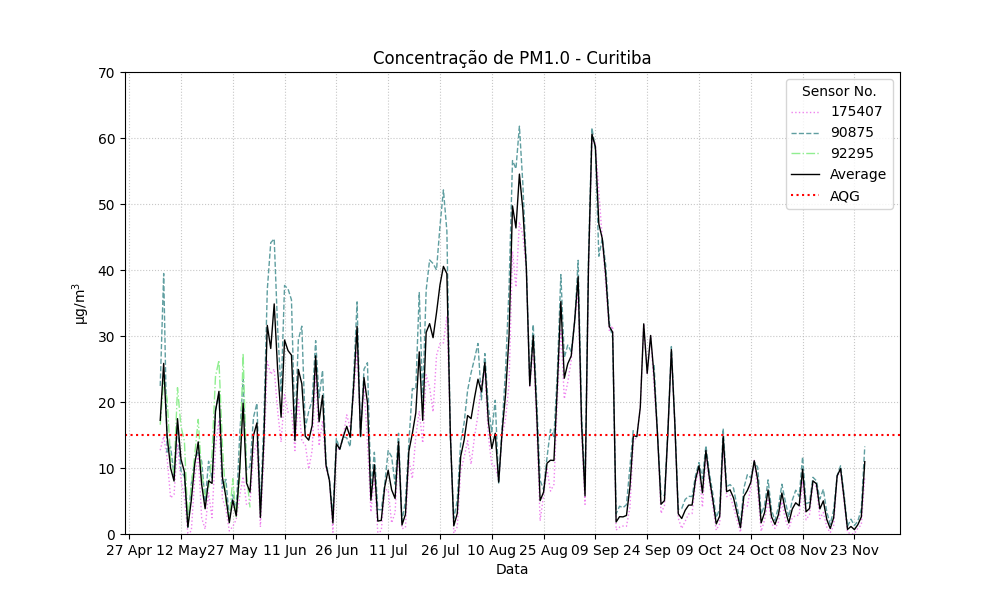 Concentração de PM1.0 - Curitiba
70
60
50
40
30
20
10
0
µg/m³
Sensor No.
175407
90875
92295
Average
AQG
27 Apr 12 May 27 May 11 Jun 26 Jun 11 Jul 26 Jul 10 Aug 25 Aug 09 Sep 24 Sep 09 Oct 24 Oct 08 Nov 23 Nov
Data